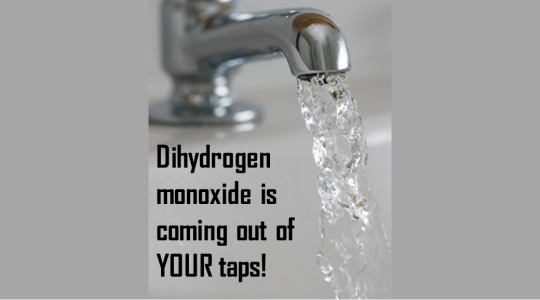 Dihydrogen
monoxide is
coming out of
YOUR taps!